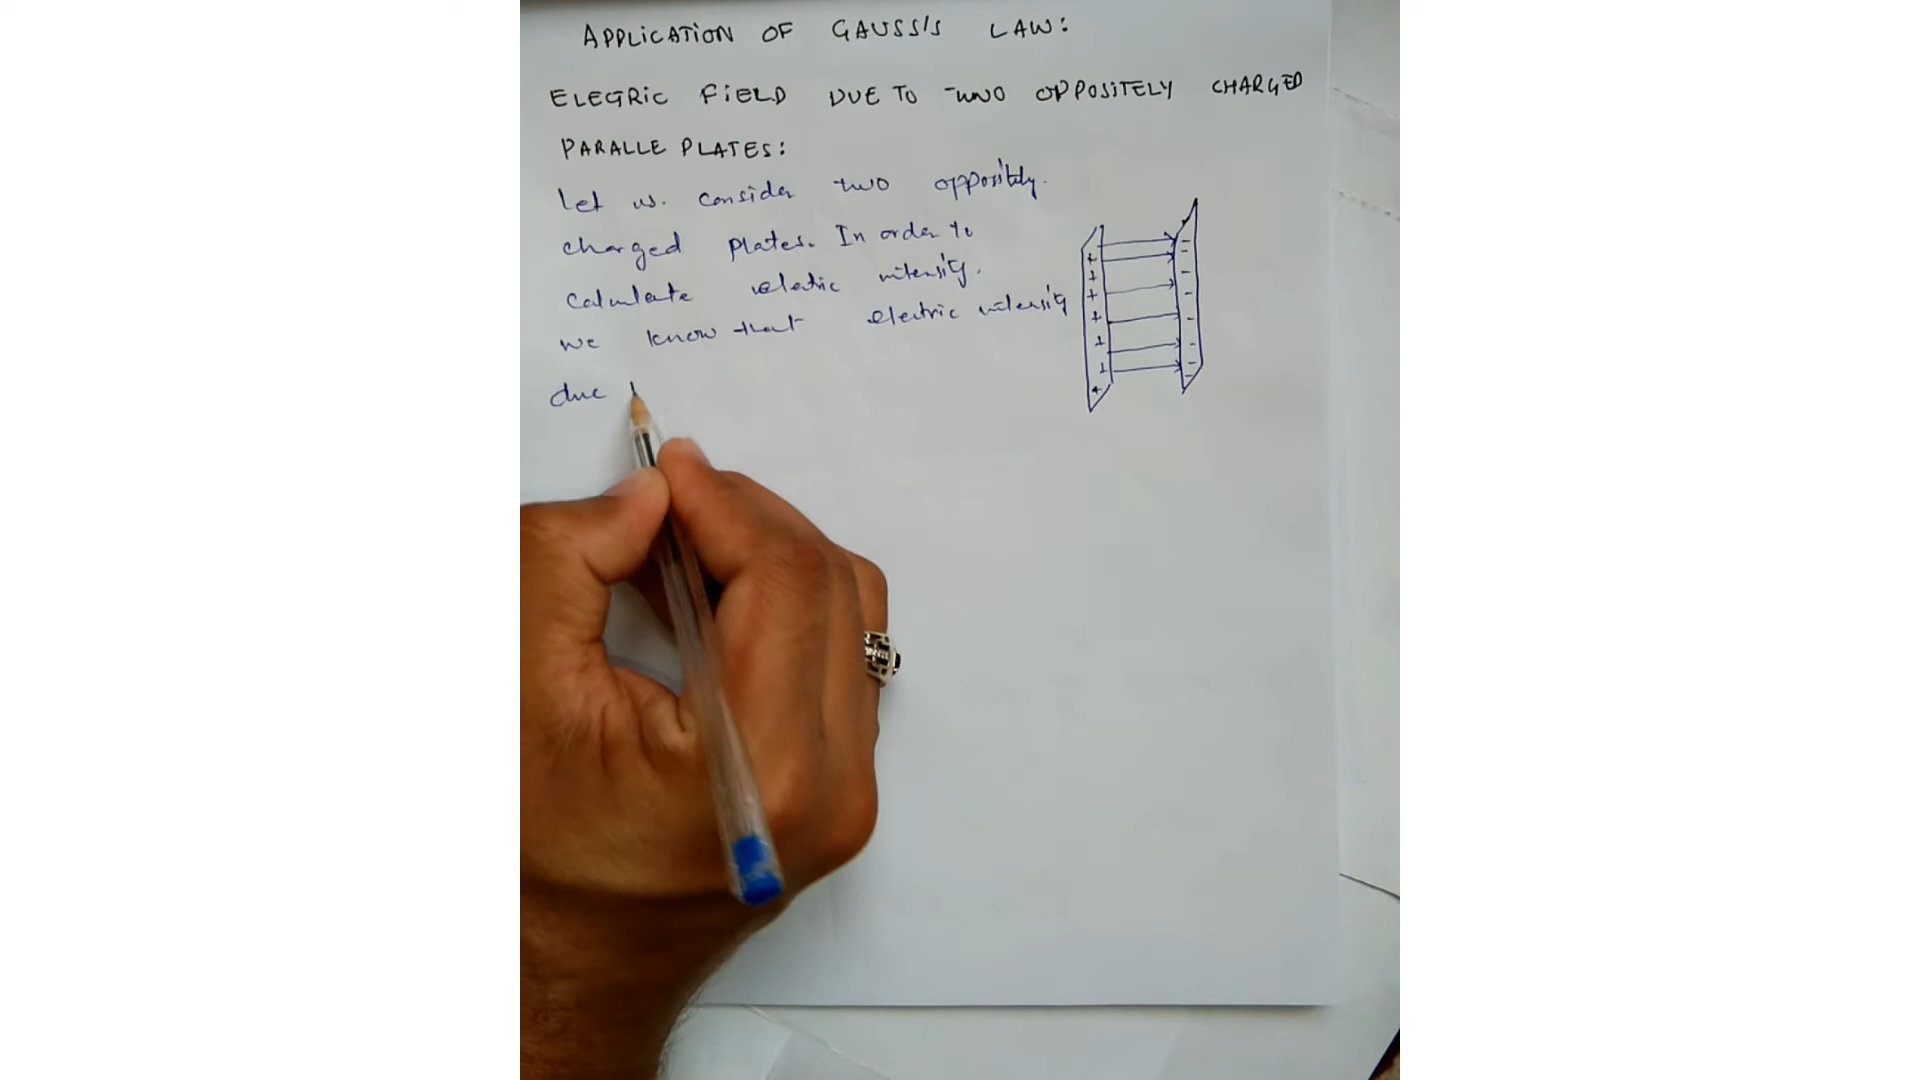 APPLICATION OF GAUSS'S LAW:
ELECTRIC FIELD DUE TO TWO OPPOSITELY CHARGED
PARALLE PLATES:
Let us. consider two oppositely.
charged plates. In order to
calculate electric intensity.
we know that electric intensity
due